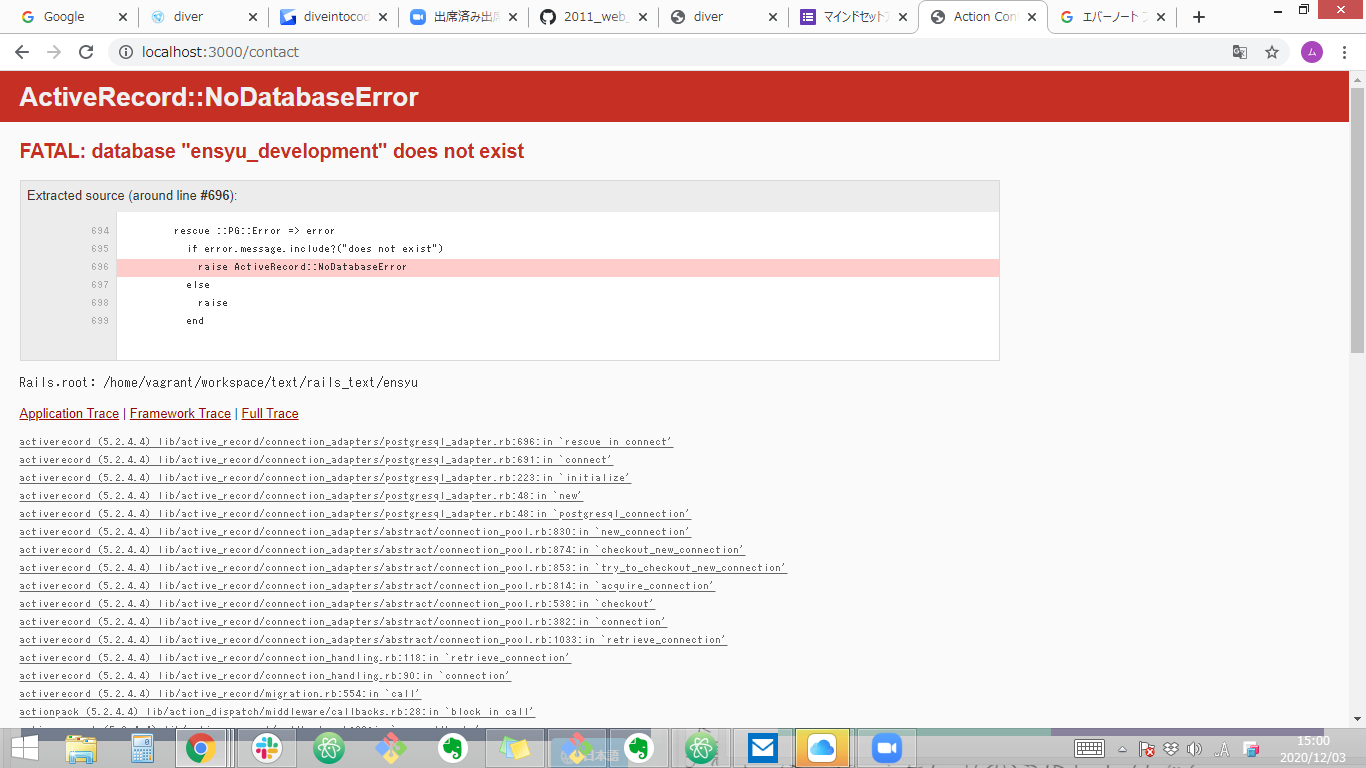 Google
diver
diveintocod
出席済み出席
2011_web_
diver
マインドセット
Action Con
エバーノート
localhost:3000/contact
ム
ActiveRecord::NoDatabaseError
FATAL: database "ensyu_development" does not exist
Extracted source (around line #696):
694 rescue ::PG::Error => error
695 if error.message.include?("does not exist")
696 raise ActiveRecord::NoDatabaseError
697 else
698 raise
699 end
Rails.root: /home/vagrant/workspace/text/rails_text/ensyu
Application Trace | Framework Trace | Full Trace
activerecord (5.2.4.4) lib/active_record/connection_adapters/postgresql_adapter.rb:696:in `rescue in connect'
activerecord (5.2.4.4) lib/active_record/connection_adapters/postgresql_adapter.rb:691:in `connect'
activerecord (5.2.4.4) lib/active_record/connection_adapters/postgresql_adapter.rb:223:in `initialize'
activerecord (5.2.4.4) lib/active_record/connection_adapters/postgresql_adapter.rb:48:in `new'
activerecord (5.2.4.4) lib/active_record/connection_adapters/postgresql_adapter.rb:48:in `postgresql_connection'
activerecord (5.2.4.4) lib/active_record/connection_adapters/abstract/connection_pool.rb:830:in `new_connection'
activerecord (5.2.4.4) lib/active_record/connection_adapters/abstract/connection_pool.rb:874:in `checkout_new_connection'
activerecord (5.2.4.4) lib/active_record/connection_adapters/abstract/connection_pool.rb:853:in `try_to_checkout_new_connection'
activerecord (5.2.4.4) lib/active_record/connection_adapters/abstract/connection_pool.rb:814:in `acquire_connection'
activerecord (5.2.4.4) lib/active_record/connection_adapters/abstract/connection_pool.rb:538:in `checkout'
activerecord (5.2.4.4) lib/active_record/connection_adapters/abstract/connection_pool.rb:382:in `connection'
activerecord (5.2.4.4) lib/active_record/connection_adapters/abstract/connection_pool.rb:1033:in `retrieve_connection'
activerecord (5.2.4.4) lib/active_record/connection_handling.rb:118:in `retrieve_connection'
activerecord (5.2.4.4) lib/active_record/connection_handling.rb:90:in `connection'
activerecord (5.2.4.4) lib/active_record/migration.rb:554:in `call'
actionpack (5.2.4.4) lib/action_dispatch/middleware/callbacks.rb:28:in `block in call'
日本語
A
15:00
2020/12/03